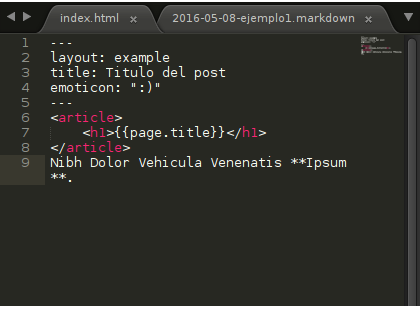 index.html × 2016-05-08-ejemplo1.markdown ×
1 ---
2 layout: example
3 title: Titulo del post
4 emoticon: ":)"
5 ---
6 <article>
7 <h1>{{page.title}}</h1>
8 </article>
9 Nibh Dolor Vehicula Venenatis **Ipsum
**.